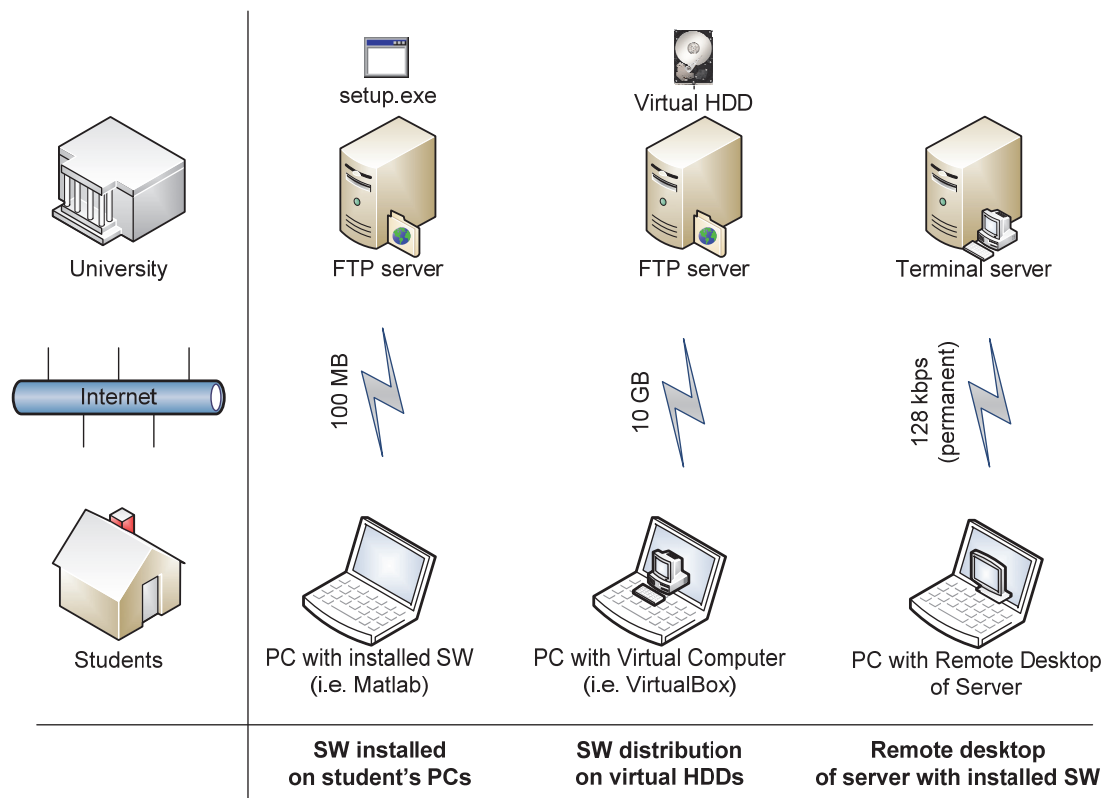 setup.exe
Virtual HDD
University
FTP server
FTP server
Terminal server
Internet
100 MB
10 GB
128 kbps
(permanent)
Students
PC with installed SW
(i.e. Matlab)
PC with Virtual Computer
(i.e. VirtualBox)
PC with Remote Desktop
of Server
SW installed
on student's PCs
SW distribution
on virtual HDDs
Remote desktop
of server with installed SW